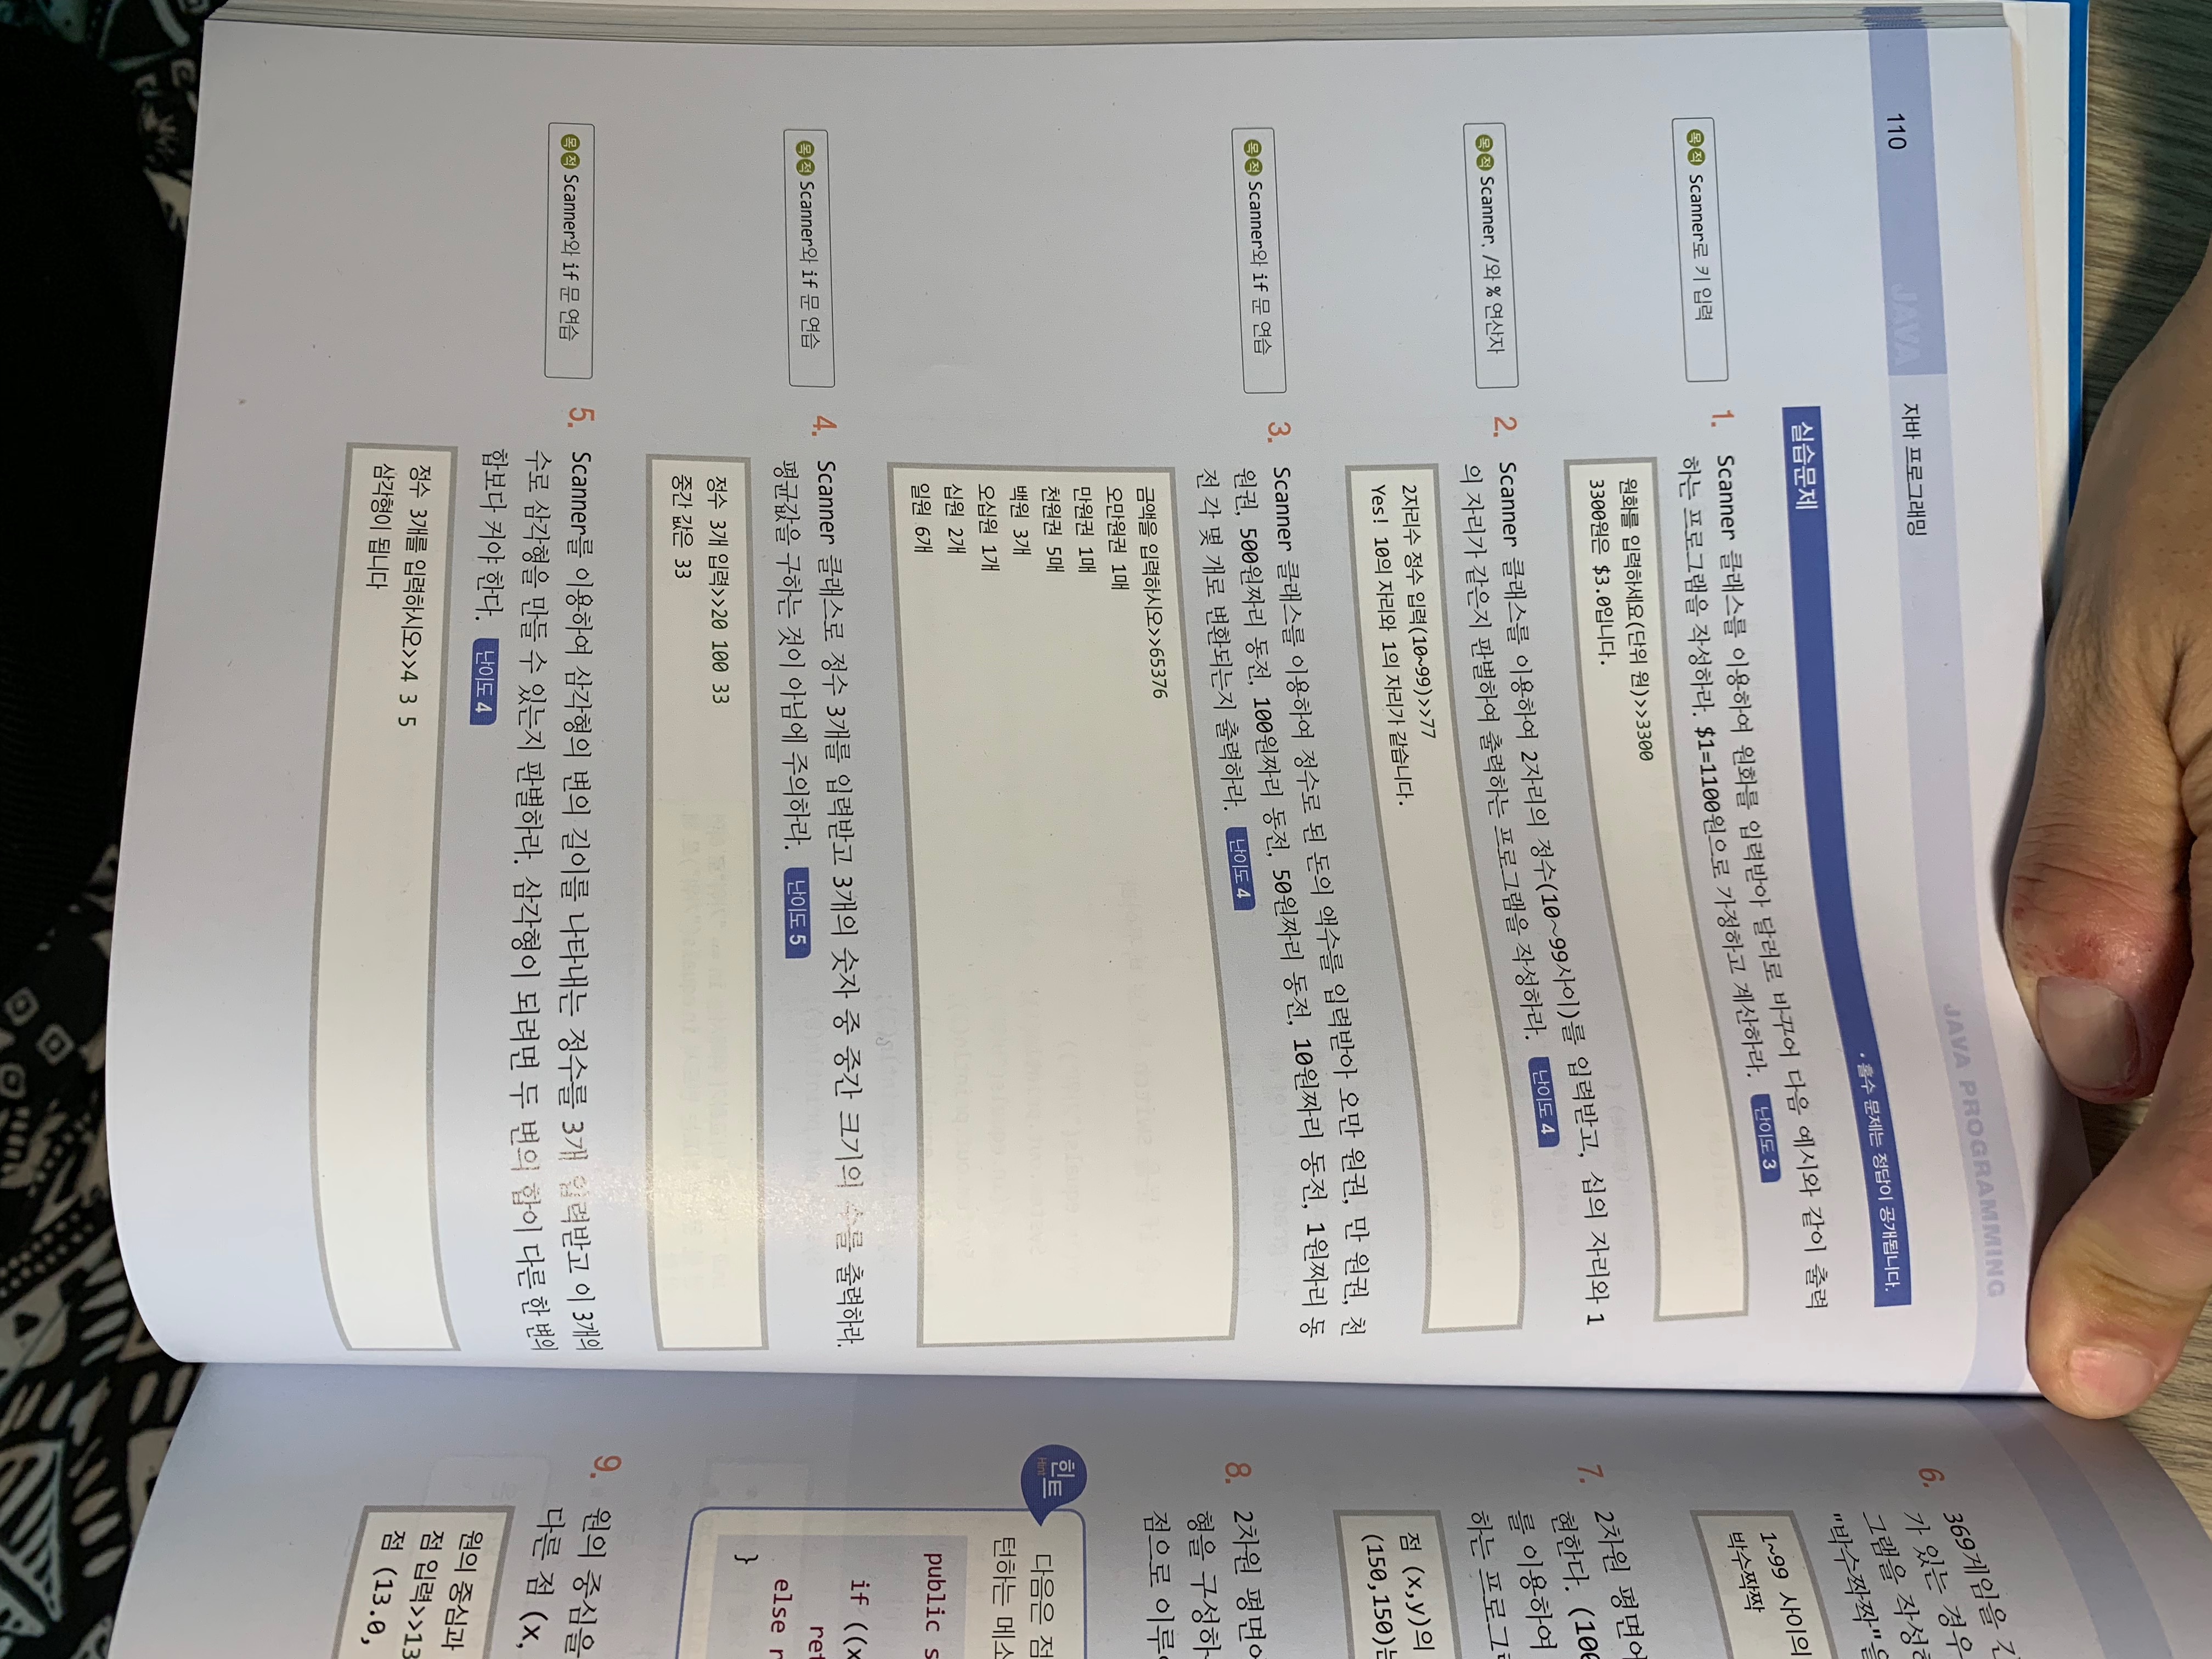 JAVA PROGRAMMING
110
JAVA
자바 프로그래밍
• 홀수 문제는 정답이 공개됩니다.
실습문제
목적 Scanner로 키 입력
1. Scanner 클래스를 이용하여 원화를 입력받아 달러로 바꾸어 다음 예시와 같이 출력
하는 프로그램을 작성하라. $1=1100원으로 가정하고 계산하라. 난이도 3
원화를 입력하세요(단위 원)>>3300
3300원은 $3.0입니다.
목적 Scanner, /와 % 연산자
2. Scanner 클래스를 이용하여 2자리의 정수(10~99사이)를 입력받고, 십의 자리와 1
의 자리가 같은지 판별하여 출력하는 프로그램을 작성하라. 난이도 4
2자리수 정수 입력(10~99)>>77
Yes! 10의 자리와 1의 자리가 같습니다.
목적 Scanner와 if 문 연습
3. Scanner 클래스를 이용하여 정수로 된 돈의 액수를 입력받아 오만 원권, 만 원권, 천
원권, 500원짜리 동전, 100원짜리 동전, 50원짜리 동전, 10원짜리 동전, 1원짜리 동
전 각 몇 개로 변환되는지 출력하라. 난이도 4
금액을 입력하시오>>65376
오만원권 1매
만원권 1매
천원권 5매
백원 3개
오십원 1개
십원 2개
일원 6개
목적 Scanner와 if 문 연습
4. Scanner 클래스로 정수 3개를 입력받고 3개의 숫자 중 중간 크기의 수를 출력하라.
평균값을 구하는 것이 아님에 주의하라. 난이도 5
정수 3개 입력>>20 100 33
중간 값은 33
목적 Scanner와 if 문 연습
5. Scanner를 이용하여 삼각형의 변의 길이를 나타내는 정수를 3개 입력받고 이 3개의
수로 삼각형을 만들 수 있는지 판별하라. 삼각형이 되려면 두 변의 합이 다른 한 변의
합보다 커야 한다. 난이도 4
정수 3개를 입력하시오>>4 3 5
삼각형이 됩니다
6. 369게임을
가 있는 경우
그램을
"박수짝짝"을
1~99 사이의
박수짝짝
7. 2차원
현한다. (100
를 이용하여
하는
점 (x,y)의
(150,150)는
8. 2차원
형을
점으로
힌트
Hint
다음은
턴하는
public
if ((x
else
}
9. 원의 중심을
다른 점 (x,
원의 중심과
점 입력>>13
점 (13.0,